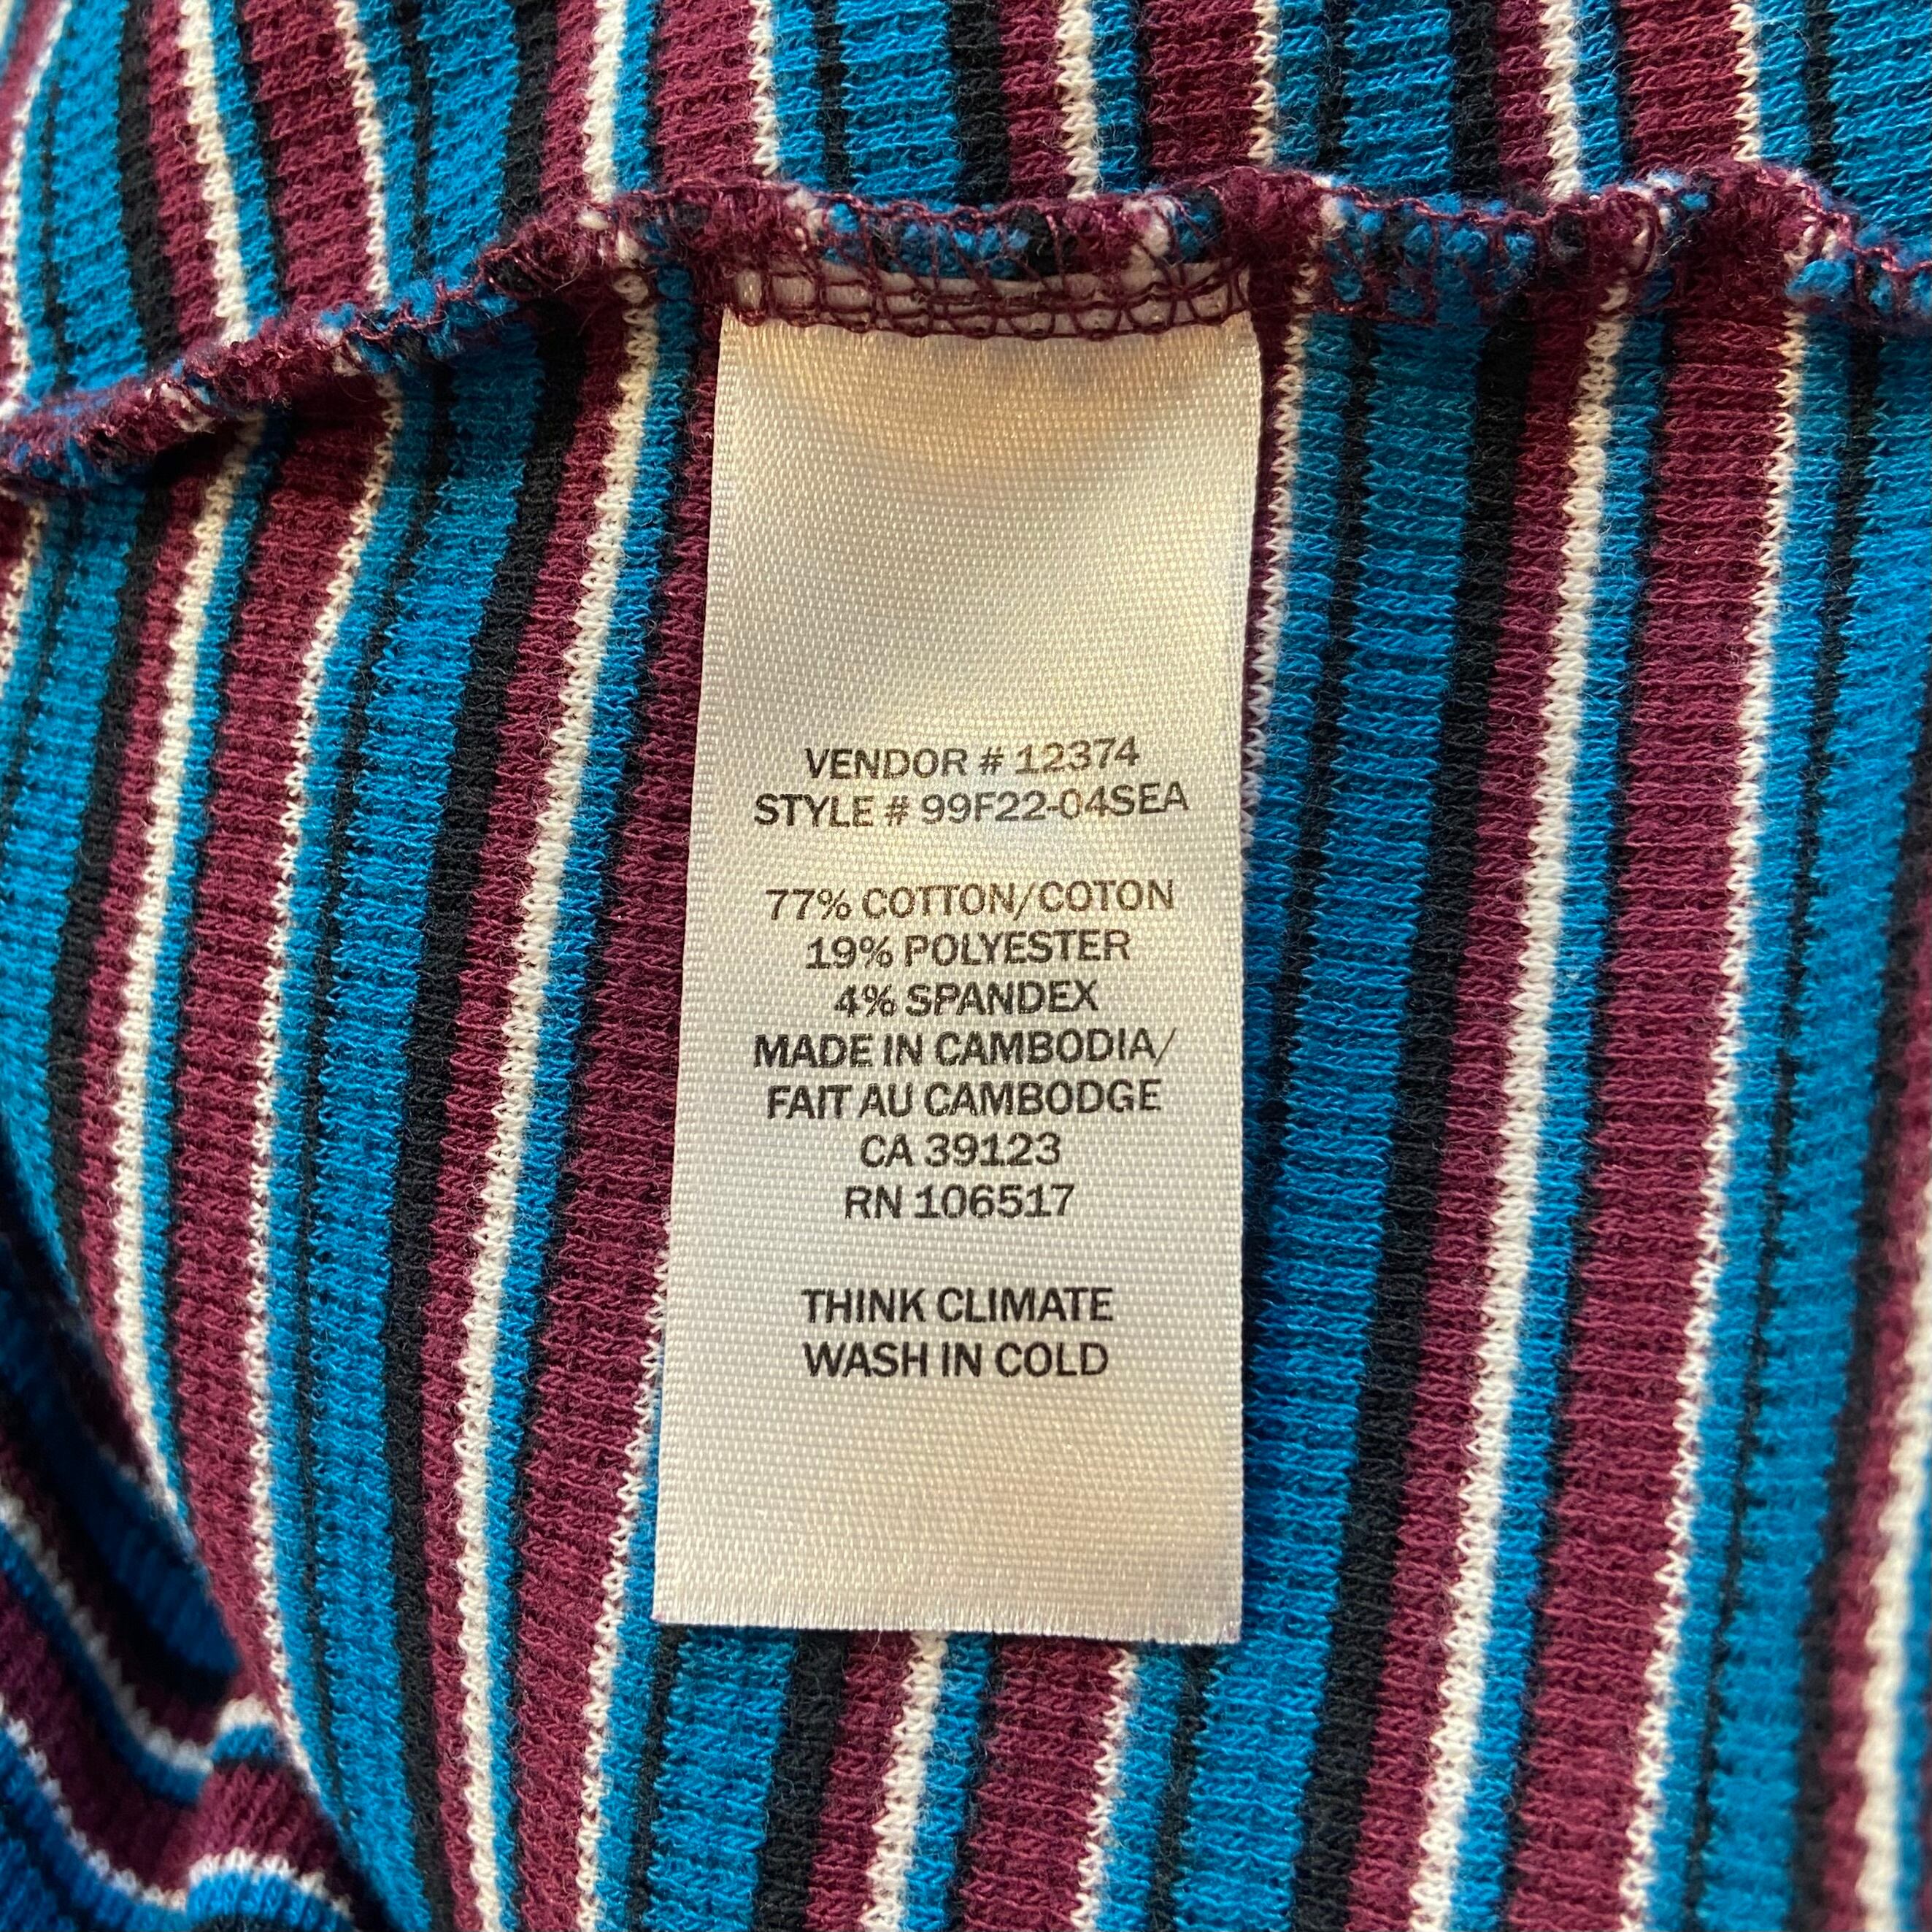 VENDOR # 12374
STYLE # 99F22-04SEA
77% COTTON/COTON
19% POLYESTER
4% SPANDEX
MADE IN CAMBODIA/
FAIT AU CAMBODGE
CA 39123
RN 106517
THINK CLIMATE
WASH IN COLD